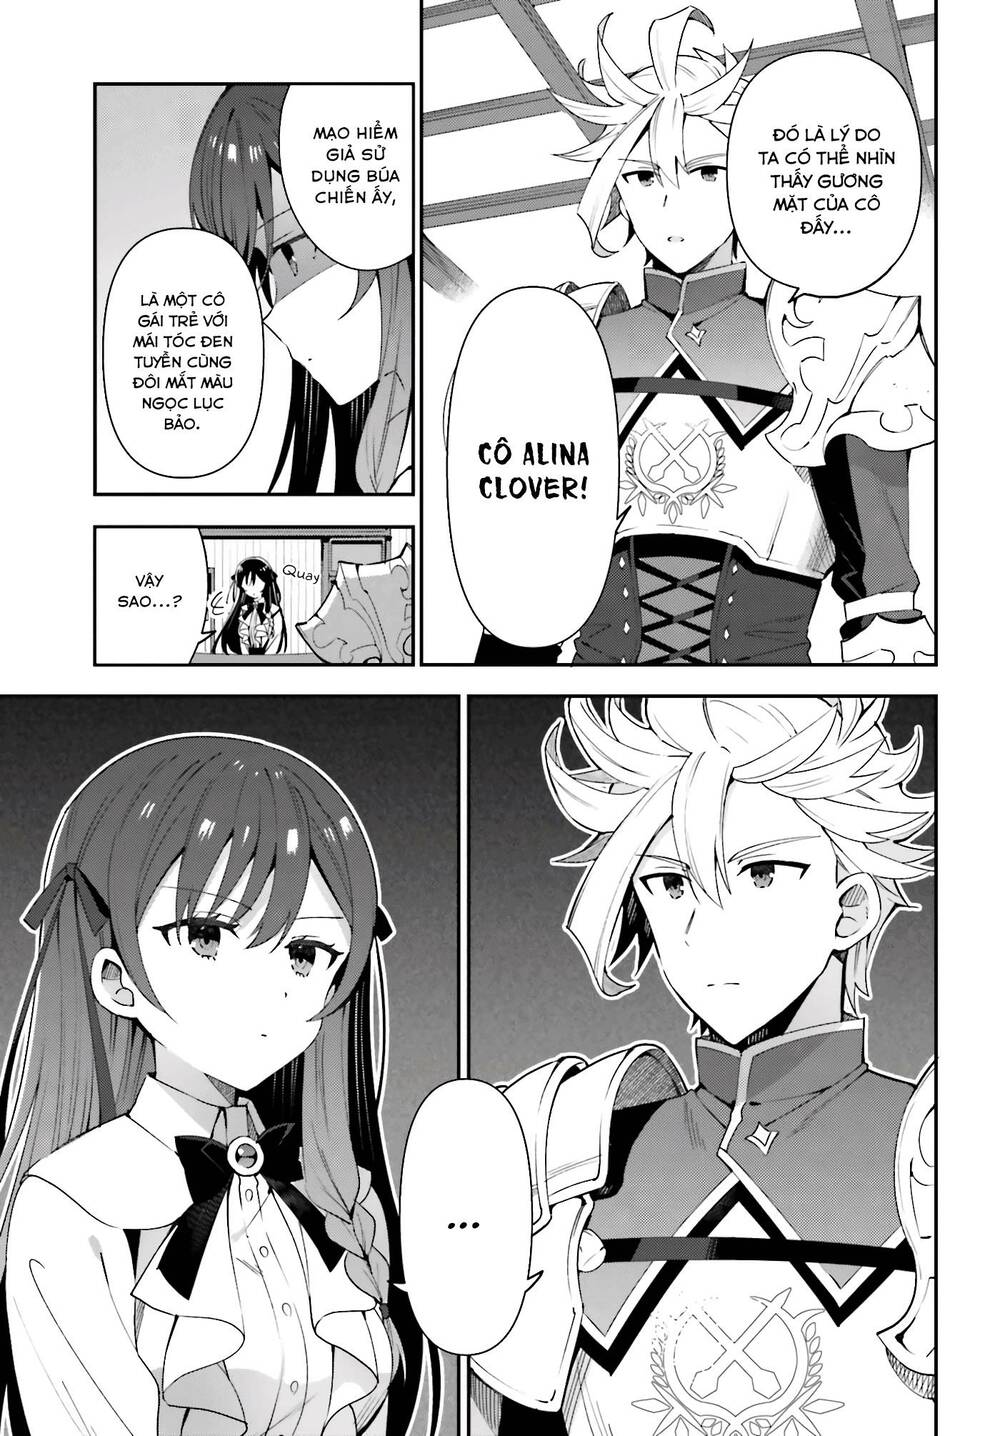 ĐÓ LÀ LÝ DO
TA CÓ THỂ NHÌN
THẤY GƯƠNG
MẶT CỦA CÔ
ĐẤY...
CÔ ALINA
CLOVER!
MẠO HIỂM
GIẢ SỬ
DỤNG BÚA
CHIẾN ẤY,
LÀ MỘT CÔ
GÁI TRẺ VỚI
MÁI TÓC ĐEN
TUYỀN CÙNG
ĐÔI MẮT MÀU
NGỌC LỤC
BẢO.
Quay
VẬY
SAO...?
...